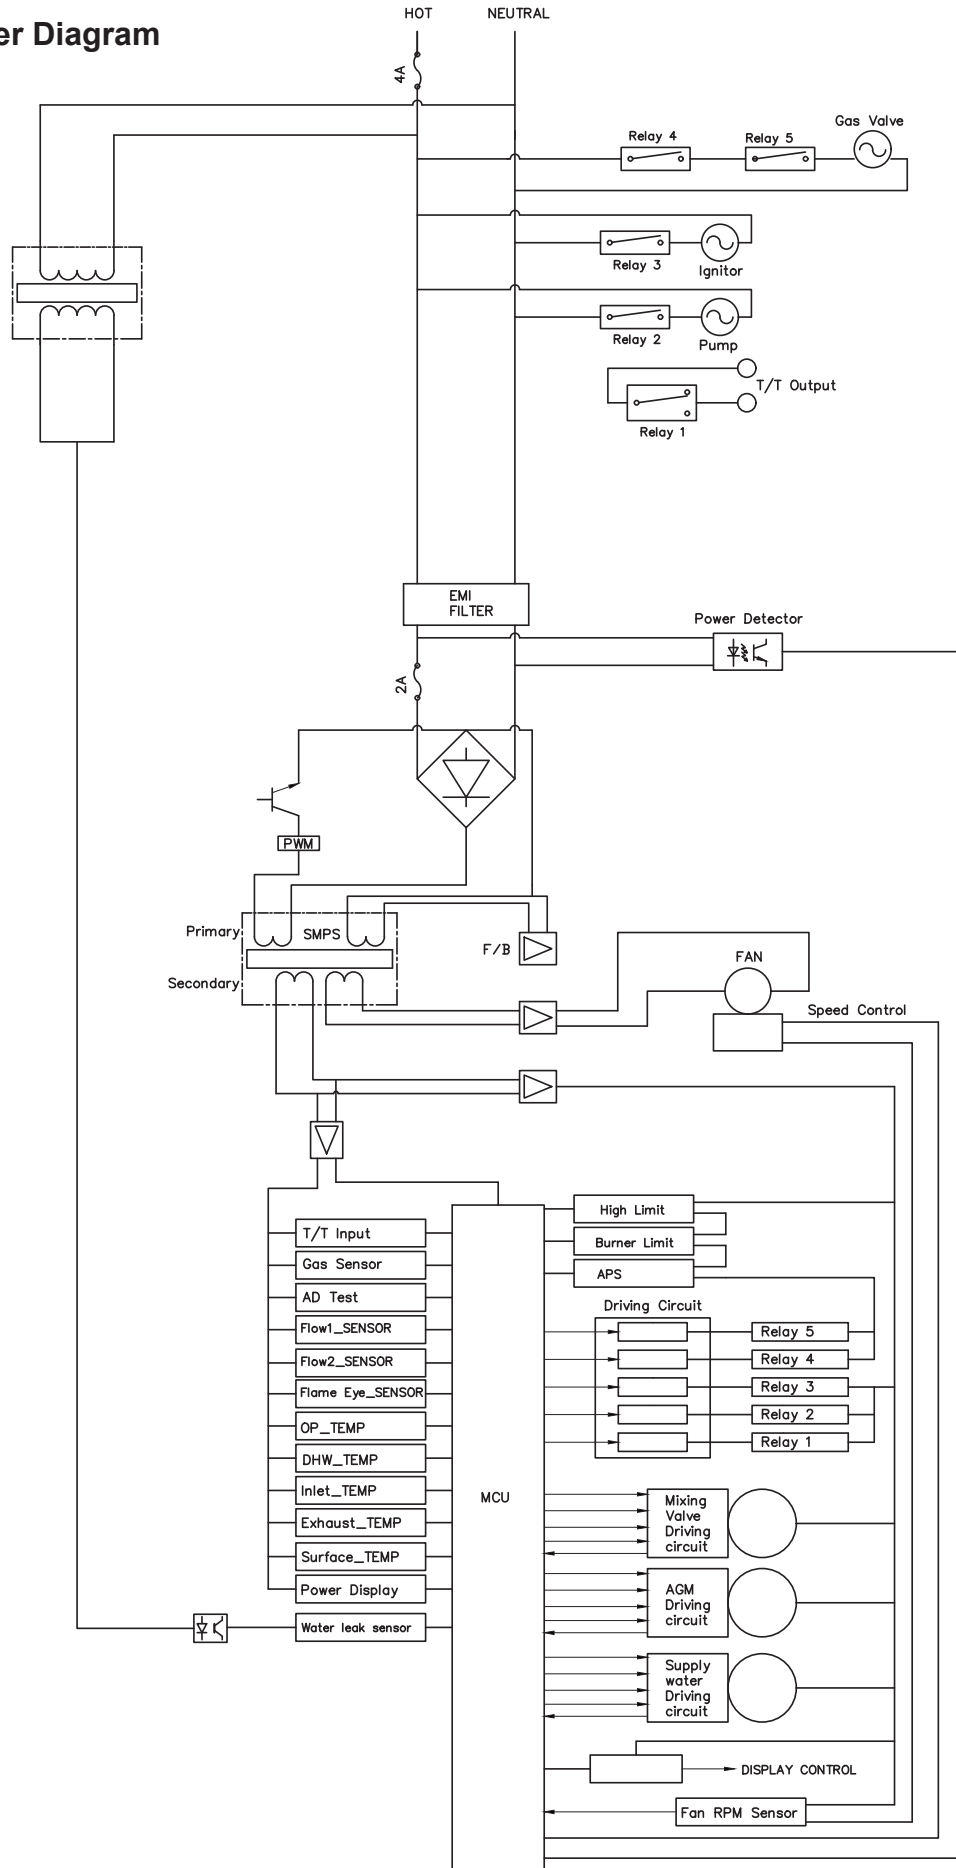 er Diagram
HOT
NEUTRAL
4A
Gas Valve
Relay 4
Relay 5
Relay 3
Ignitor
Relay 2
Pump
T/T Output
Relay 1
EMI
FILTER
Power Detector
2A
PWM
Primary
SMPS
F/B
Secondary
FAN
Speed Control
T/T Input
Gas Sensor
AD Test
Flow1_SENSOR
Flow2_SENSOR
Flame Eye_SENSOR
OP_TEMP
DHW_TEMP
Inlet_TEMP
Exhaust_TEMP
Surface_TEMP
Power Display
Water leak sensor
MCU
High Limit
Burner Limit
APS
Driving Circuit
Relay 5
Relay 4
Relay 3
Relay 2
Relay 1
Mixing
Valve
Driving
circuit
AGM
Driving
circuit
Supply
water
Driving
circuit
DISPLAY CONTROL
Fan RPM Sensor